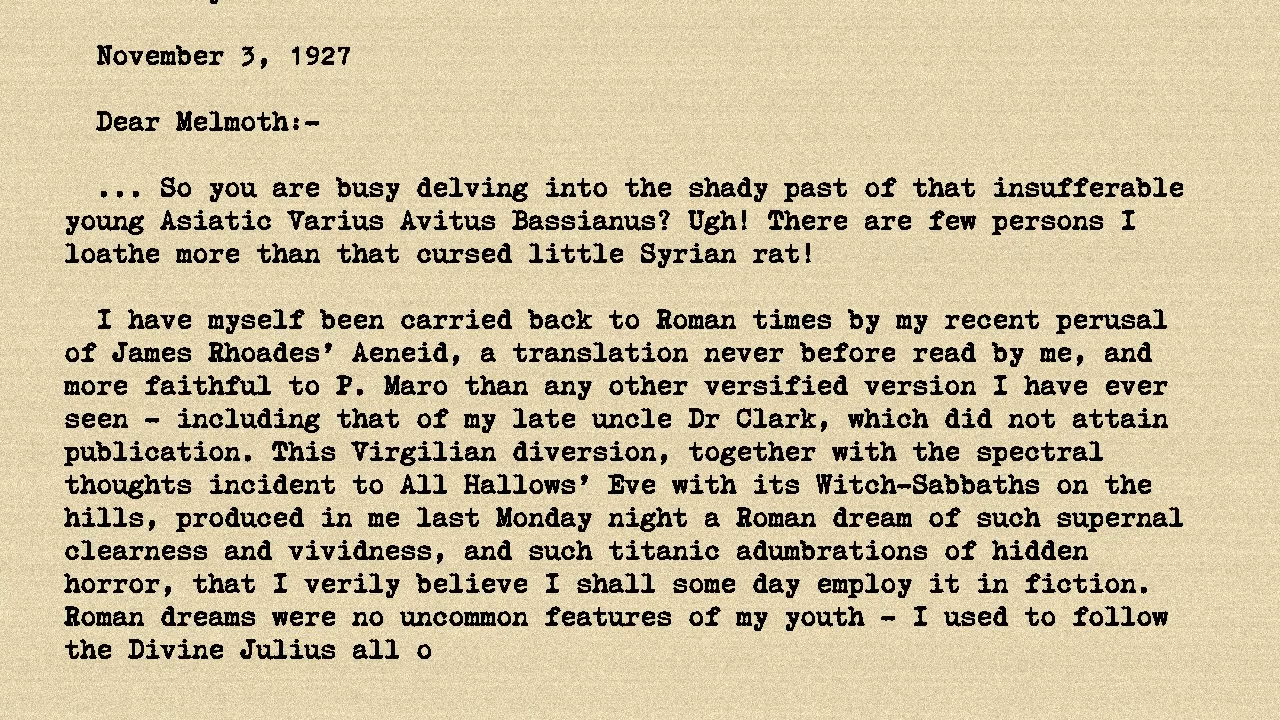 November 3, 1927
Dear Melmoth:-
... So you are busy delving into the shady past of that insufferable
young Asiatic Varius Avitus Bassianus? Ugh! There are few persons I
loathe more than that cursed little Syrian rat!
I have myself been carried back to Roman times by my recent perusal
of James Rhoades' Aeneid, a translation never before read by me, and
more faithful to P. Maro than any other versified version I have ever
seen - including that of my late uncle Dr Clark, which did not attain
publication. This Virgilian diversion, together with the spectral
thoughts incident to All Hallows' Eve with its Witch-Sabbaths on the
hills, produced in me last Monday night a Roman dream of such supernal
clearness and vividness, and such titanic adumbrations of hidden
horror, that I verily believe I shall some day employ it in fiction.
Roman dreams were no uncommon features of my youth - I used to follow
the Divine Julius all o